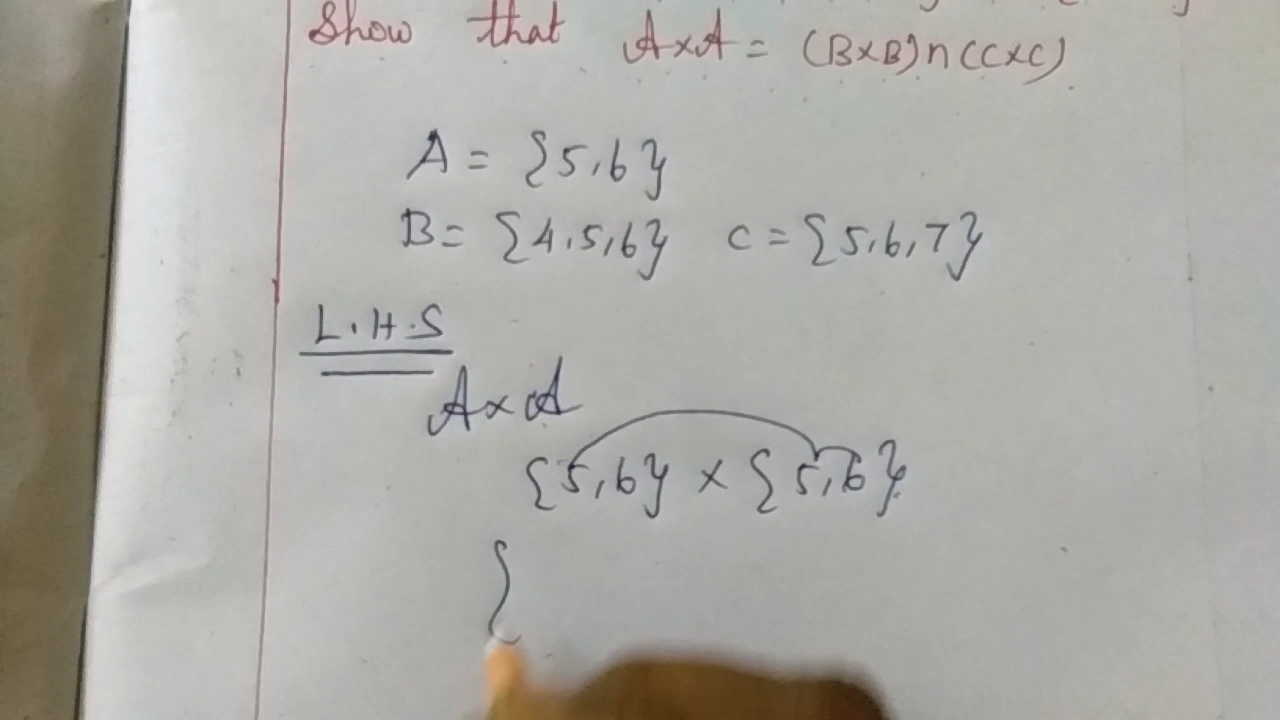 Show that A×A = (B×B)∩(C×C)
A = {5,6}
B = {4,5,6} C = {5,6,7}
L.H.S
A×A
{5,6} × {5,6}
{